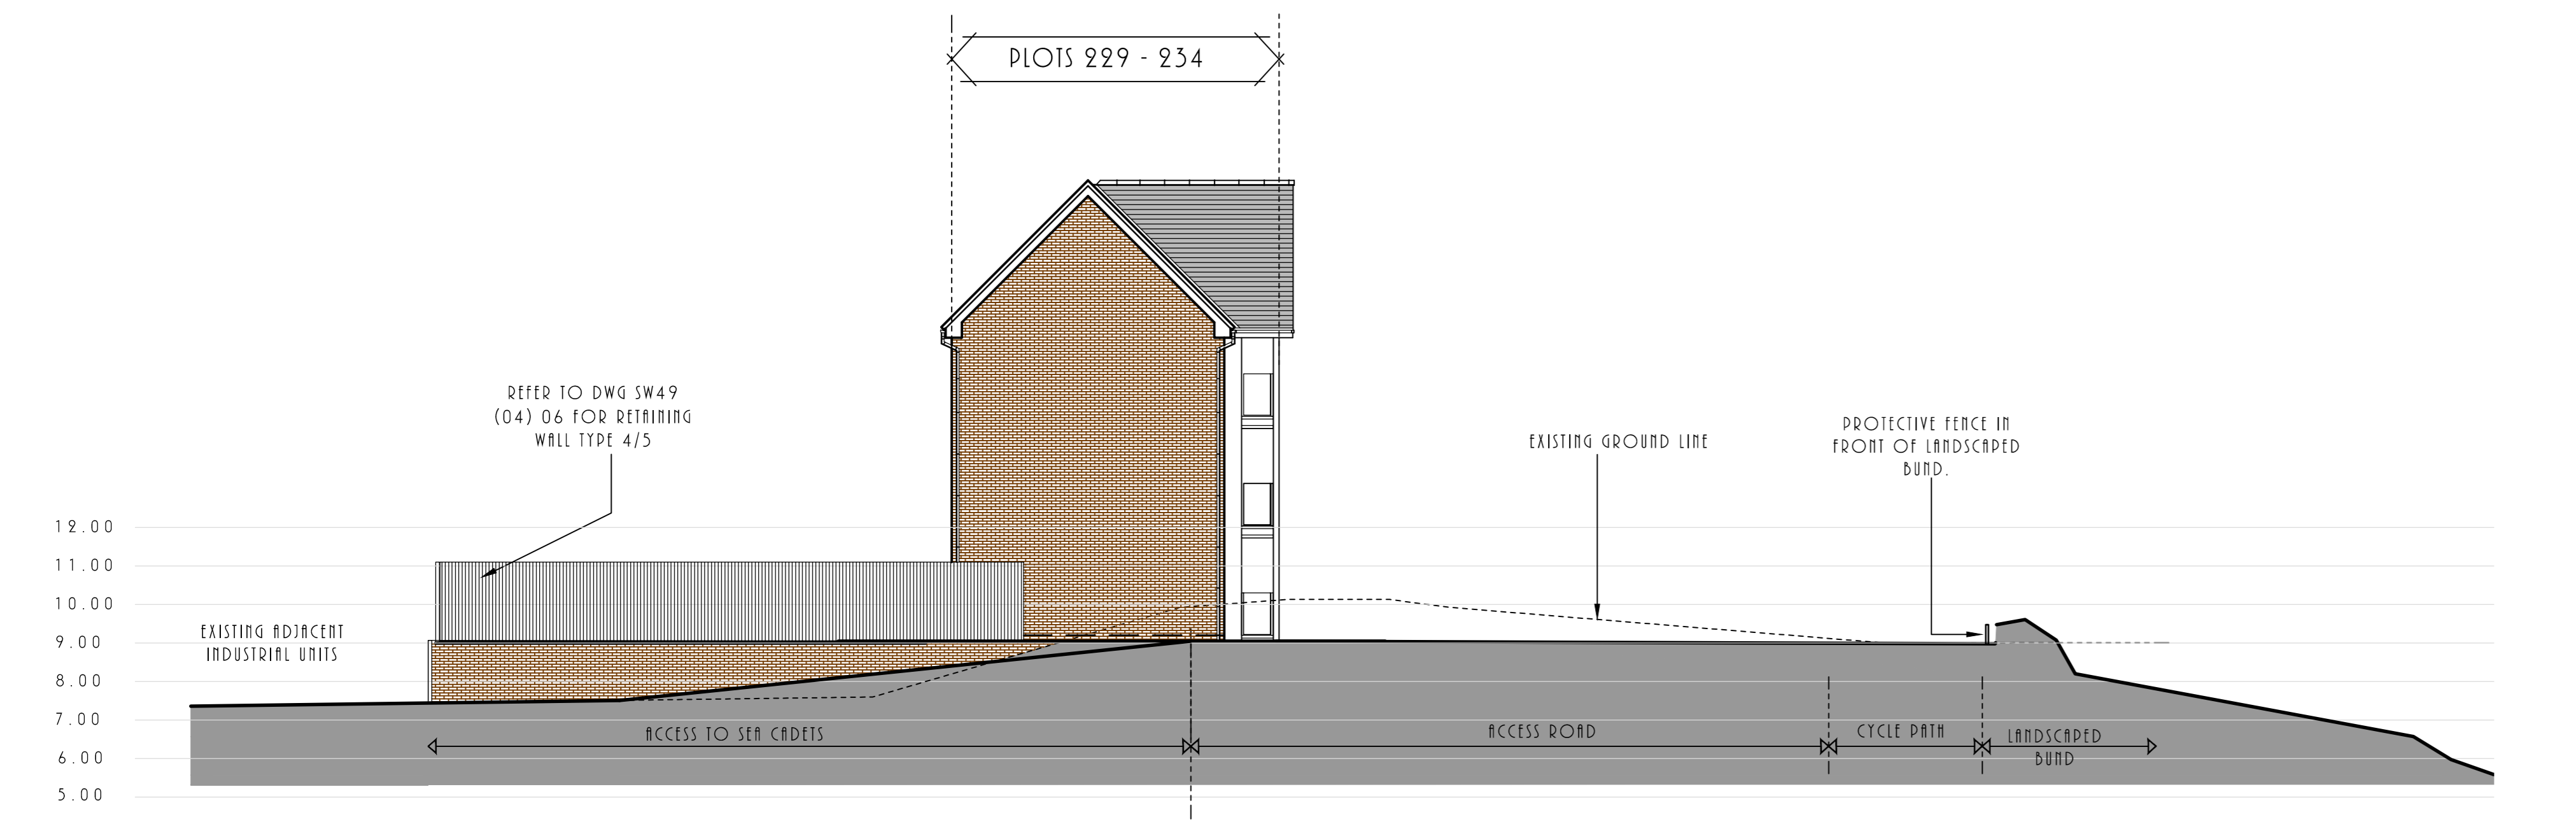 PLOTS 229 - 234
REFER TO DWG SW49
(04) 06 FOR RETAINING
WALL TYPE 4/5
EXISTING GROUND LINE
PROTECTIVE FENCE IN
FRONT OF LANDSCAPED
BUND.
12.00
11.00
10.00
9.00
8.00
7.00
6.00
5.00
EXISTING ADJACENT
INDUSTRIAL UNITS
ACCESS TO SEA CADETS
ACCESS ROAD
CYCLE PATH
LANDSCAPED
BUND